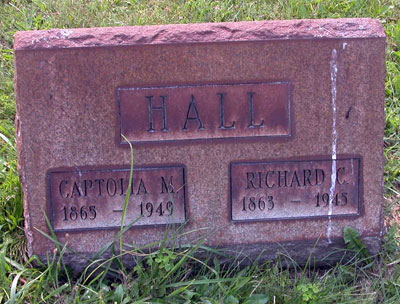 HALL
CAPTOLIA M.
1865 1949
RICHARD C.
1863 - 1945